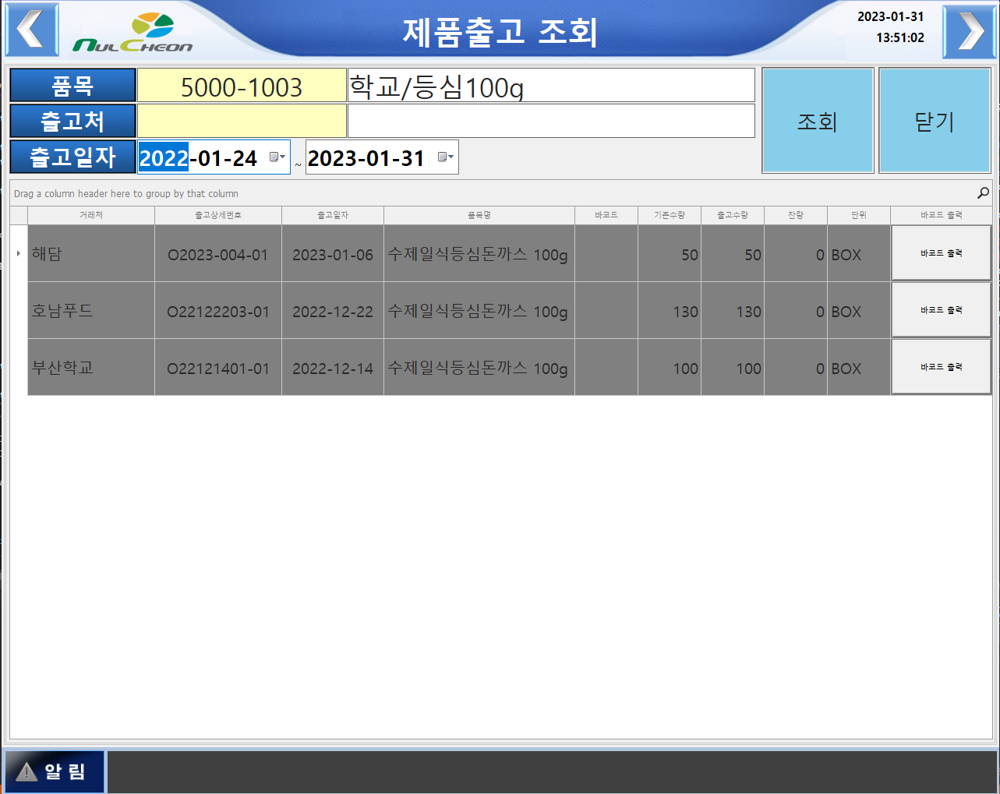 NULCHEON
제품출고 조회
2023-01-31
13:51:02
품목 5000-1003 학교/등심100g
출고처
출고일자 2022-01-24 ~ 2023-01-31
조회 닫기
Drag a column header here to group by that column
거래처 출고상세번호 출고일자 품목명 바코드 기존수량 출고수량 잔량 단위 바코드 출력
해담 O2023-004-01 2023-01-06 수제일식등심돈까스 100g 50 50 0 BOX 바코드 출력
호남푸드 O22122203-01 2022-12-22 수제일식등심돈까스 100g 130 130 0 BOX 바코드 출력
부산학교 O22121401-01 2022-12-14 수제일식등심돈까스 100g 100 100 0 BOX 바코드 출력
알 림